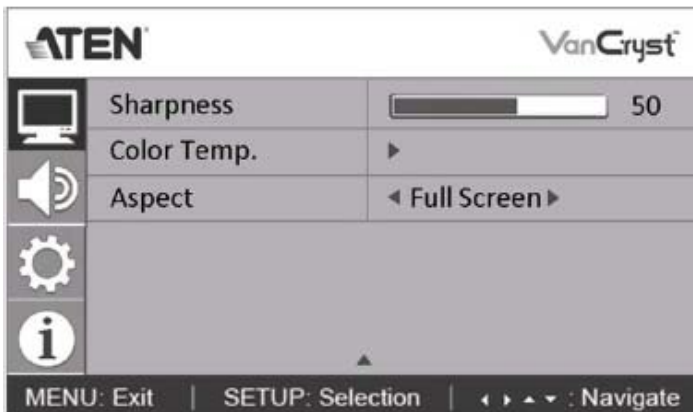 ATEN VanCryst
Sharpness 50
Color Temp.
Aspect Full Screen
MENU: Exit | SETUP: Selection | : Navigate